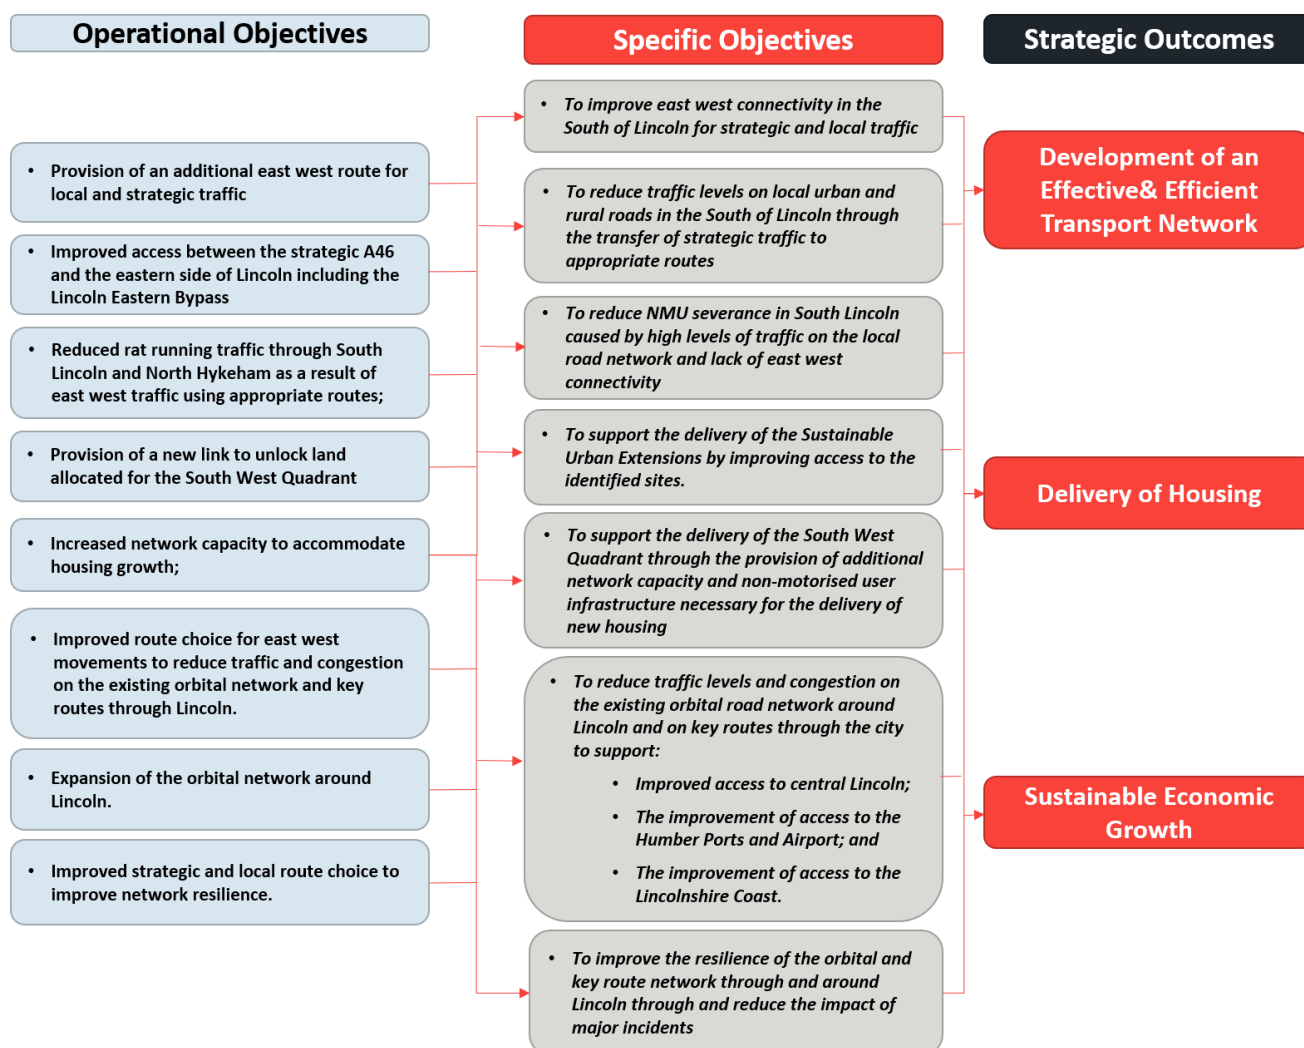 Operational Objectives
Specific Objectives
Strategic Outcomes
• Provision of an additional east west route for
local and strategic traffic
• Improved access between the strategic A46
and the eastern side of Lincoln including the
Lincoln Eastern Bypass
• Reduced rat running traffic through South
Lincoln and North Hykeham as a result of
east west traffic using appropriate routes;
• Provision of a new link to unlock land
allocated for the South West Quadrant
• Increased network capacity to accommodate
housing growth;
• Improved route choice for east west
movements to reduce traffic and congestion
on the existing orbital network and key
routes through Lincoln.
• Expansion of the orbital network around
Lincoln.
• Improved strategic and local route choice to
improve network resilience.
• To improve east west connectivity in the
South of Lincoln for strategic and local traffic
• To reduce traffic levels on local urban and
rural roads in the South of Lincoln through
the transfer of strategic traffic to
appropriate routes
• To reduce NMU severance in South Lincoln
caused by high levels of traffic on the local
road network and lack of east west
connectivity
• To support the delivery of the Sustainable
Urban Extensions by improving access to the
identified sites.
• To support the delivery of the South West
Quadrant through the provision of additional
network capacity and non-motorised user
infrastructure necessary for the delivery of
new housing
• To reduce traffic levels and congestion on
the existing orbital road network around
Lincoln and on key routes through the city
to support:
• Improved access to central Lincoln;
• The improvement of access to the
Humber Ports and Airport; and
• The improvement of access to the
Lincolnshire Coast.
• To improve the resilience of the orbital and
key route network through and around
Lincoln through and reduce the impact of
major incidents
Development of an
Effective& Efficient
Transport Network
Delivery of Housing
Sustainable Economic
Growth